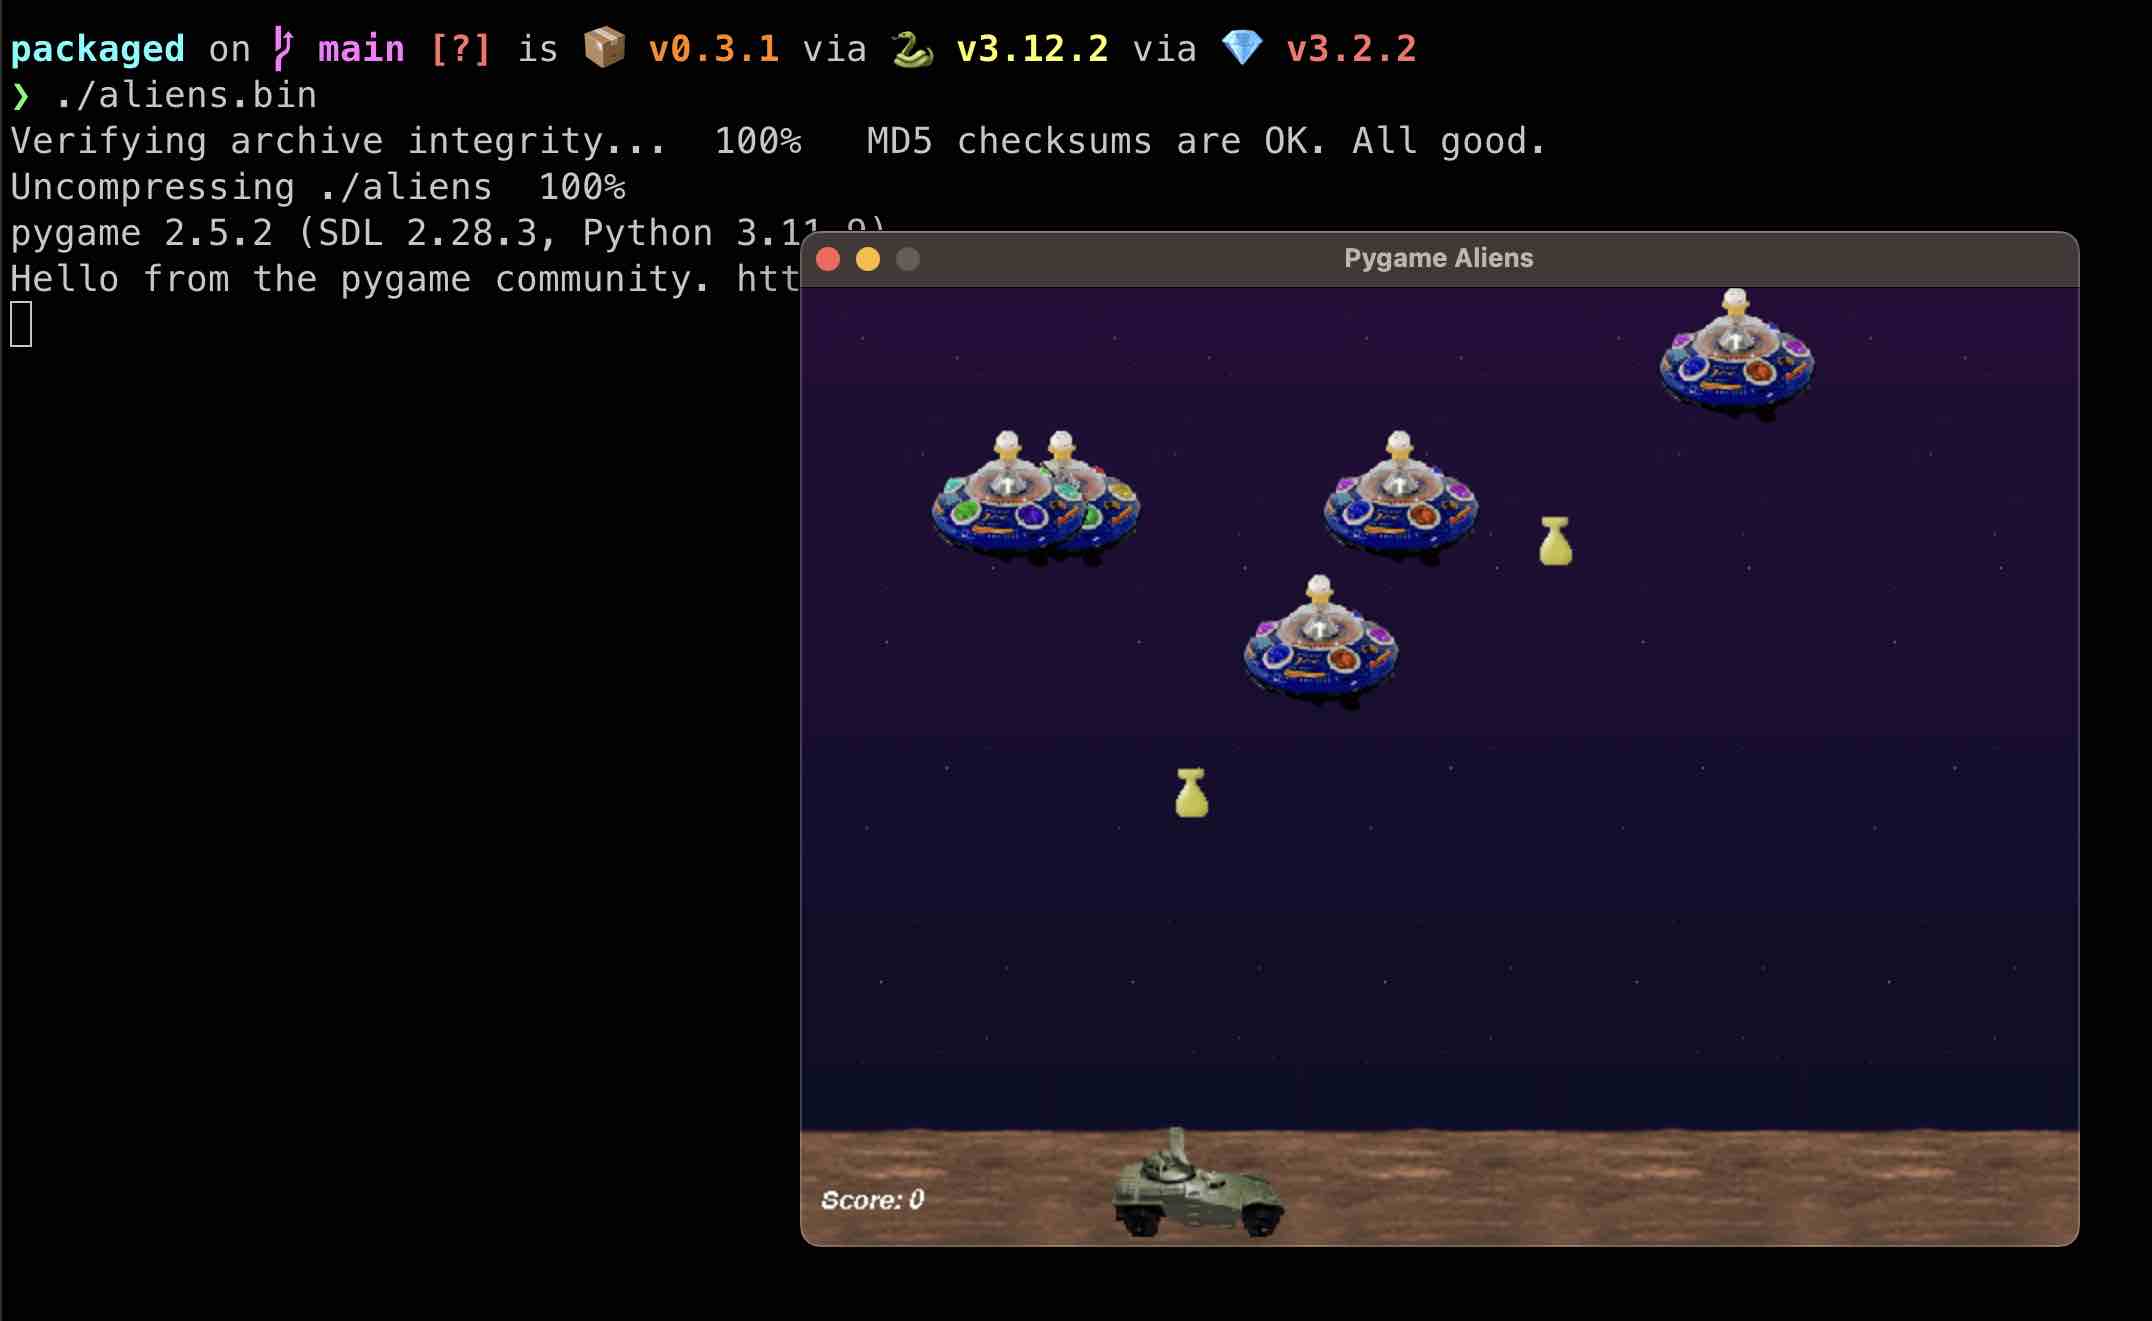 packaged on main [?] is 📦 v0.3.1 via 🐍 v3.12.2 via 💎 v3.2.2
❯ ./aliens.bin
Verifying archive integrity...  100%   MD5 checksums are OK. All good.
Uncompressing ./aliens  100%
pygame 2.5.2 (SDL 2.28.3, Python 3.11.9)
Hello from the pygame community. htt
Pygame Aliens
Score: 0